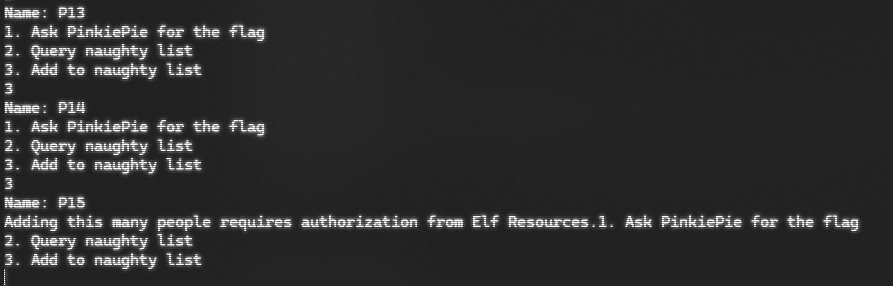 Name: P13
1. Ask PinkiePie for the flag
2. Query naughty list
3. Add to naughty list
3
Name: P14
1. Ask PinkiePie for the flag
2. Query naughty list
3. Add to naughty list
3
Name: P15
Adding this many people requires authorization from Elf Resources.1. Ask PinkiePie for the flag
2. Query naughty list
3. Add to naughty list